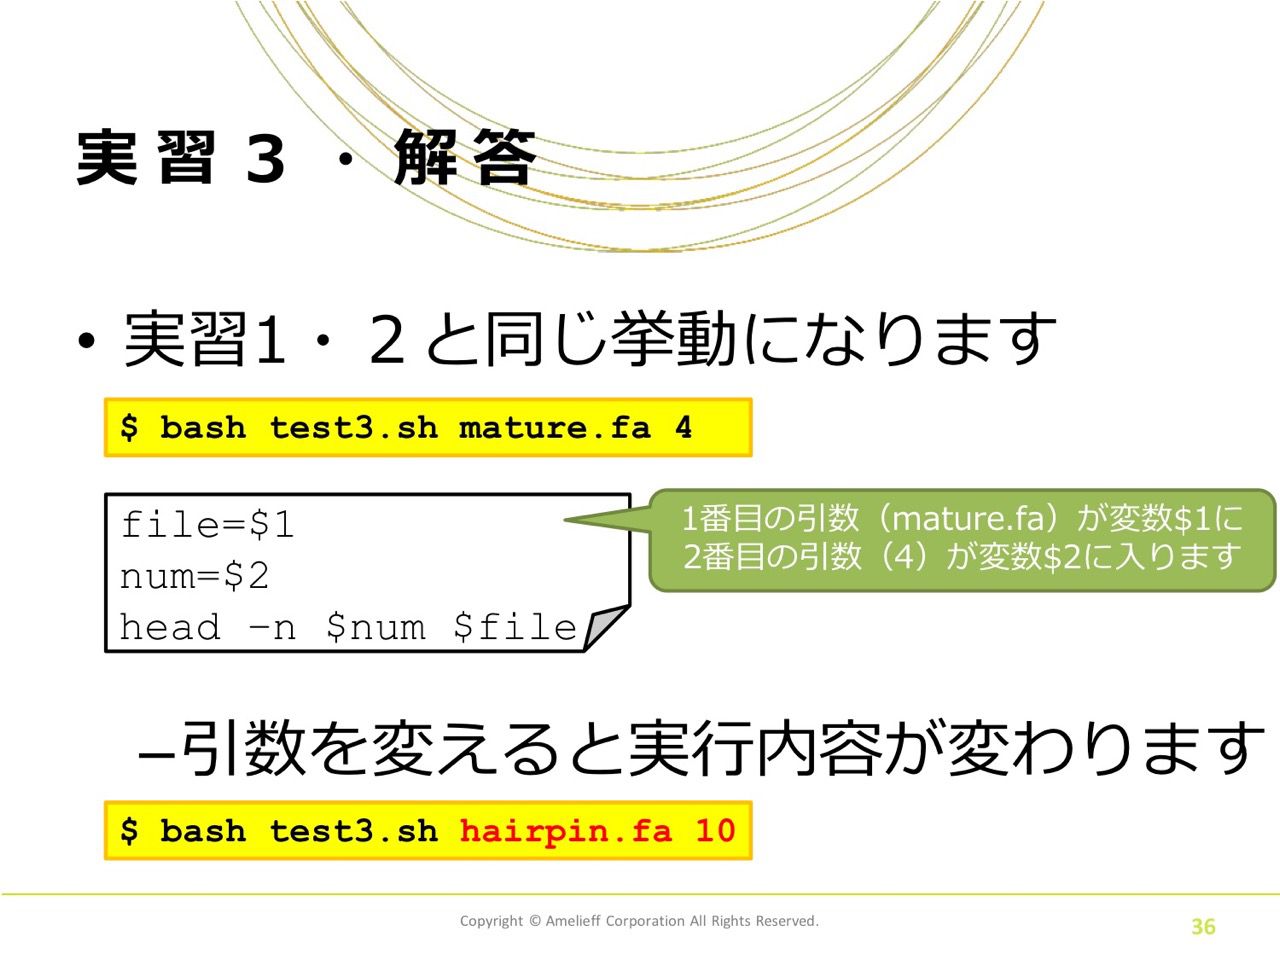 実習３・解答
• 実習1・２と同じ挙動になります
$ bash test3.sh mature.fa 4
file=$1
num=$2
head –n $num $file
1番目の引数（mature.fa）が変数$1に
2番目の引数（4）が変数$2に入ります
–引数を変えると実行内容が変わります
$ bash test3.sh hairpin.fa 10
Copyright © Amelieff Corporation All Rights Reserved.
36